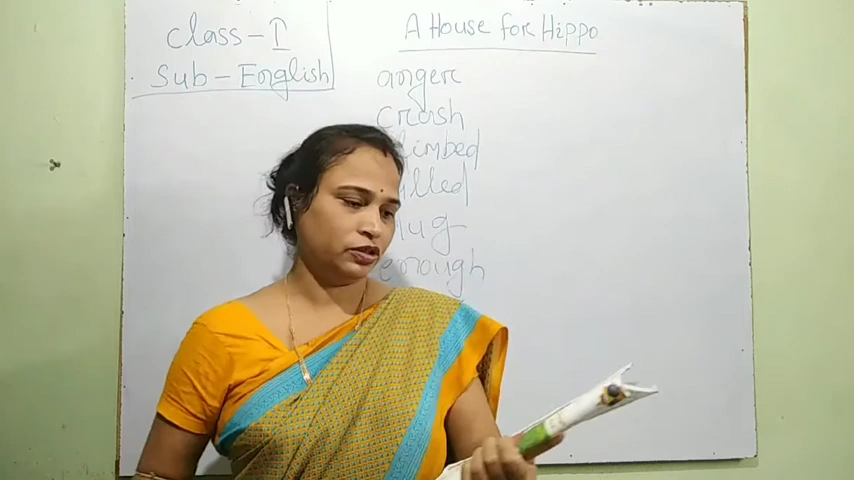 Class-I
Sub-English
A House for Hippo
anger
crash
enough